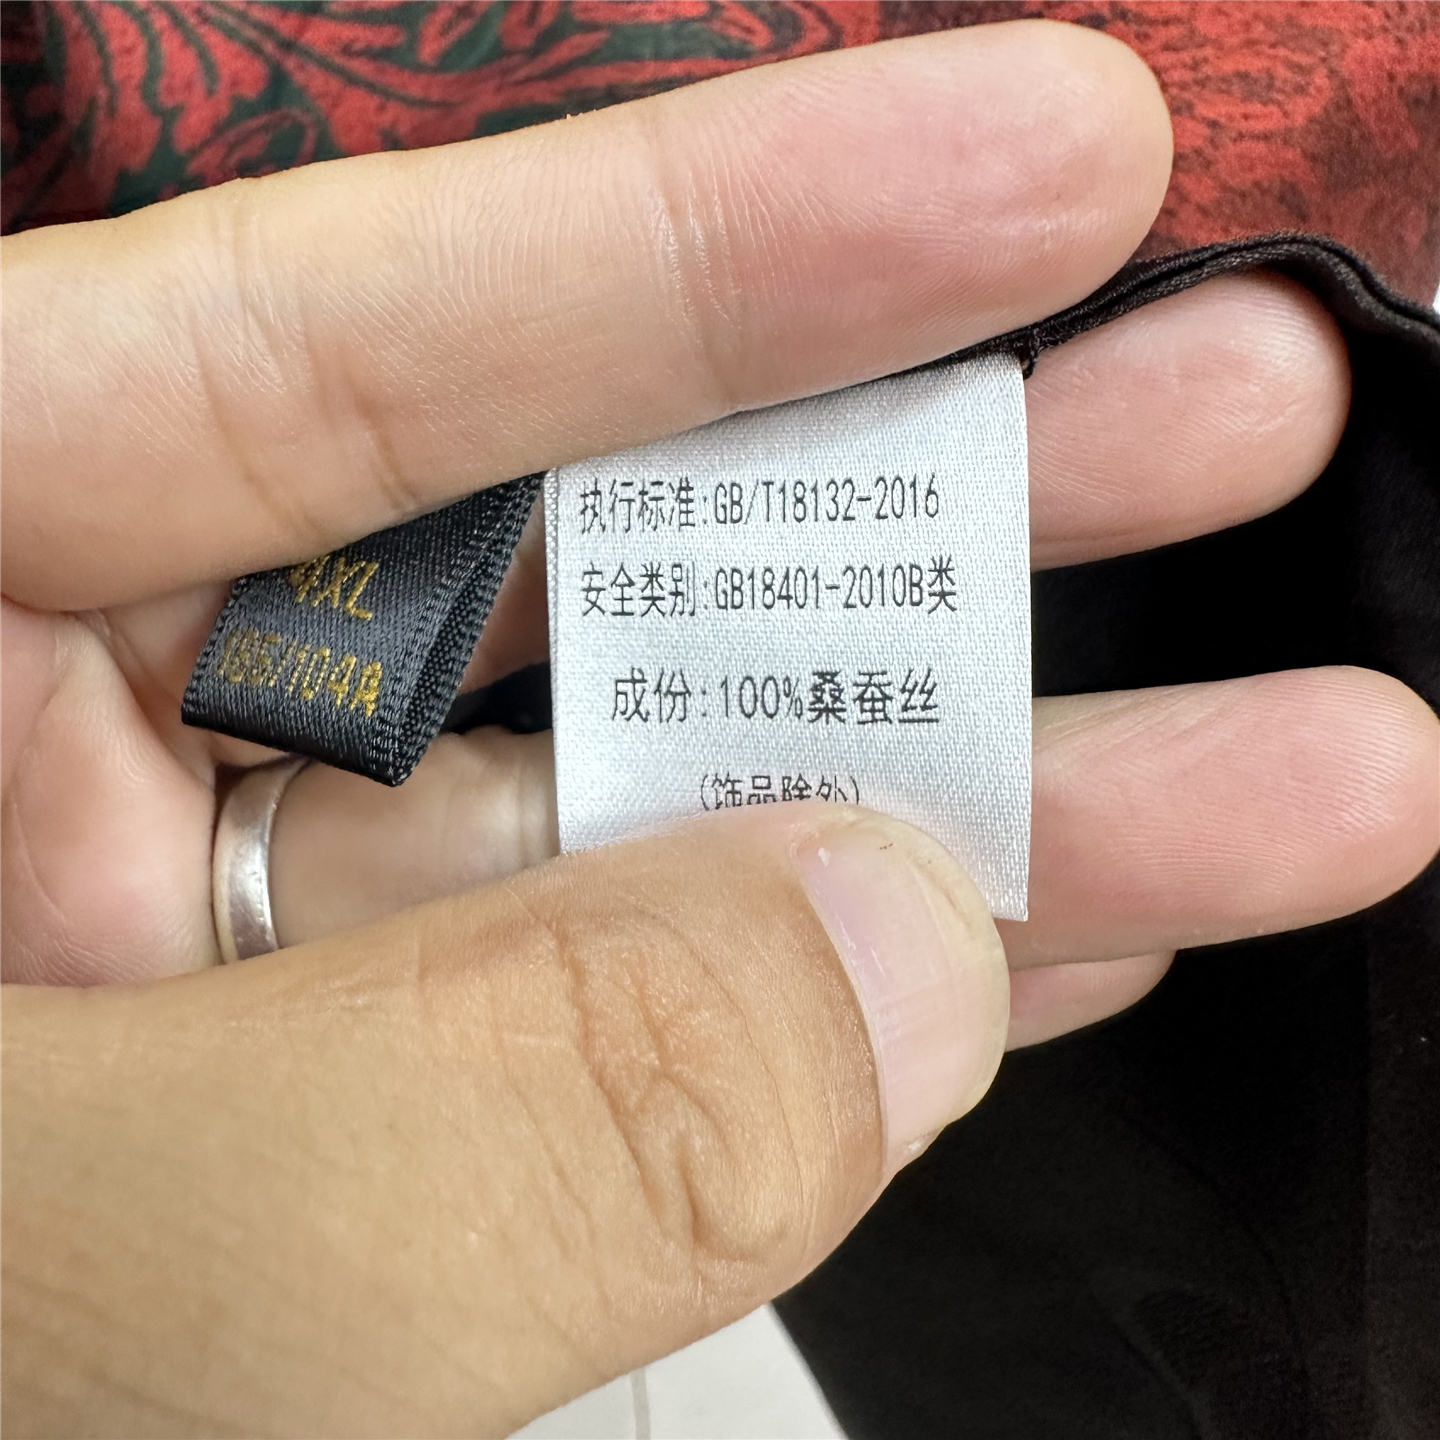 执行标准:GB/T18132-2016
安全类别:GB18401-2010B类
成份:100%桑蚕丝
(饰品除外)
4XL
185/104A